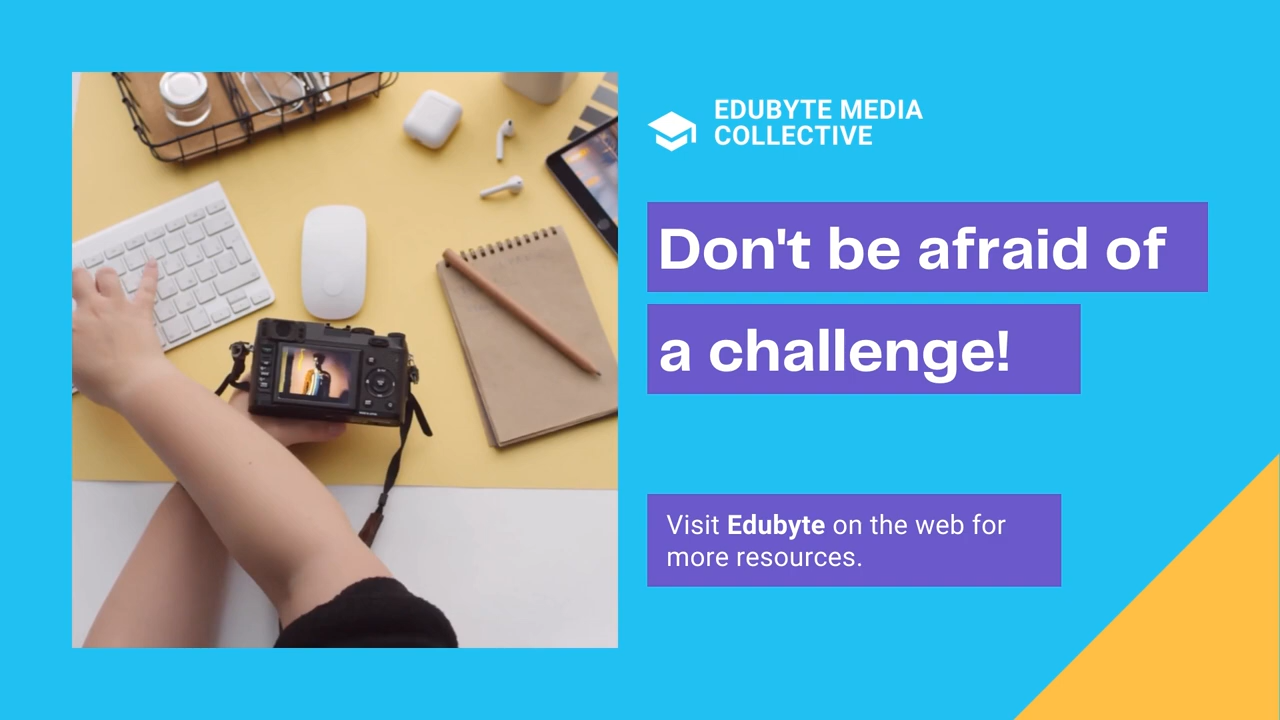 EDUBYTE MEDIA
COLLECTIVE
Don't be afraid of
a challenge!
Visit Edubyte on the web for
more resources.